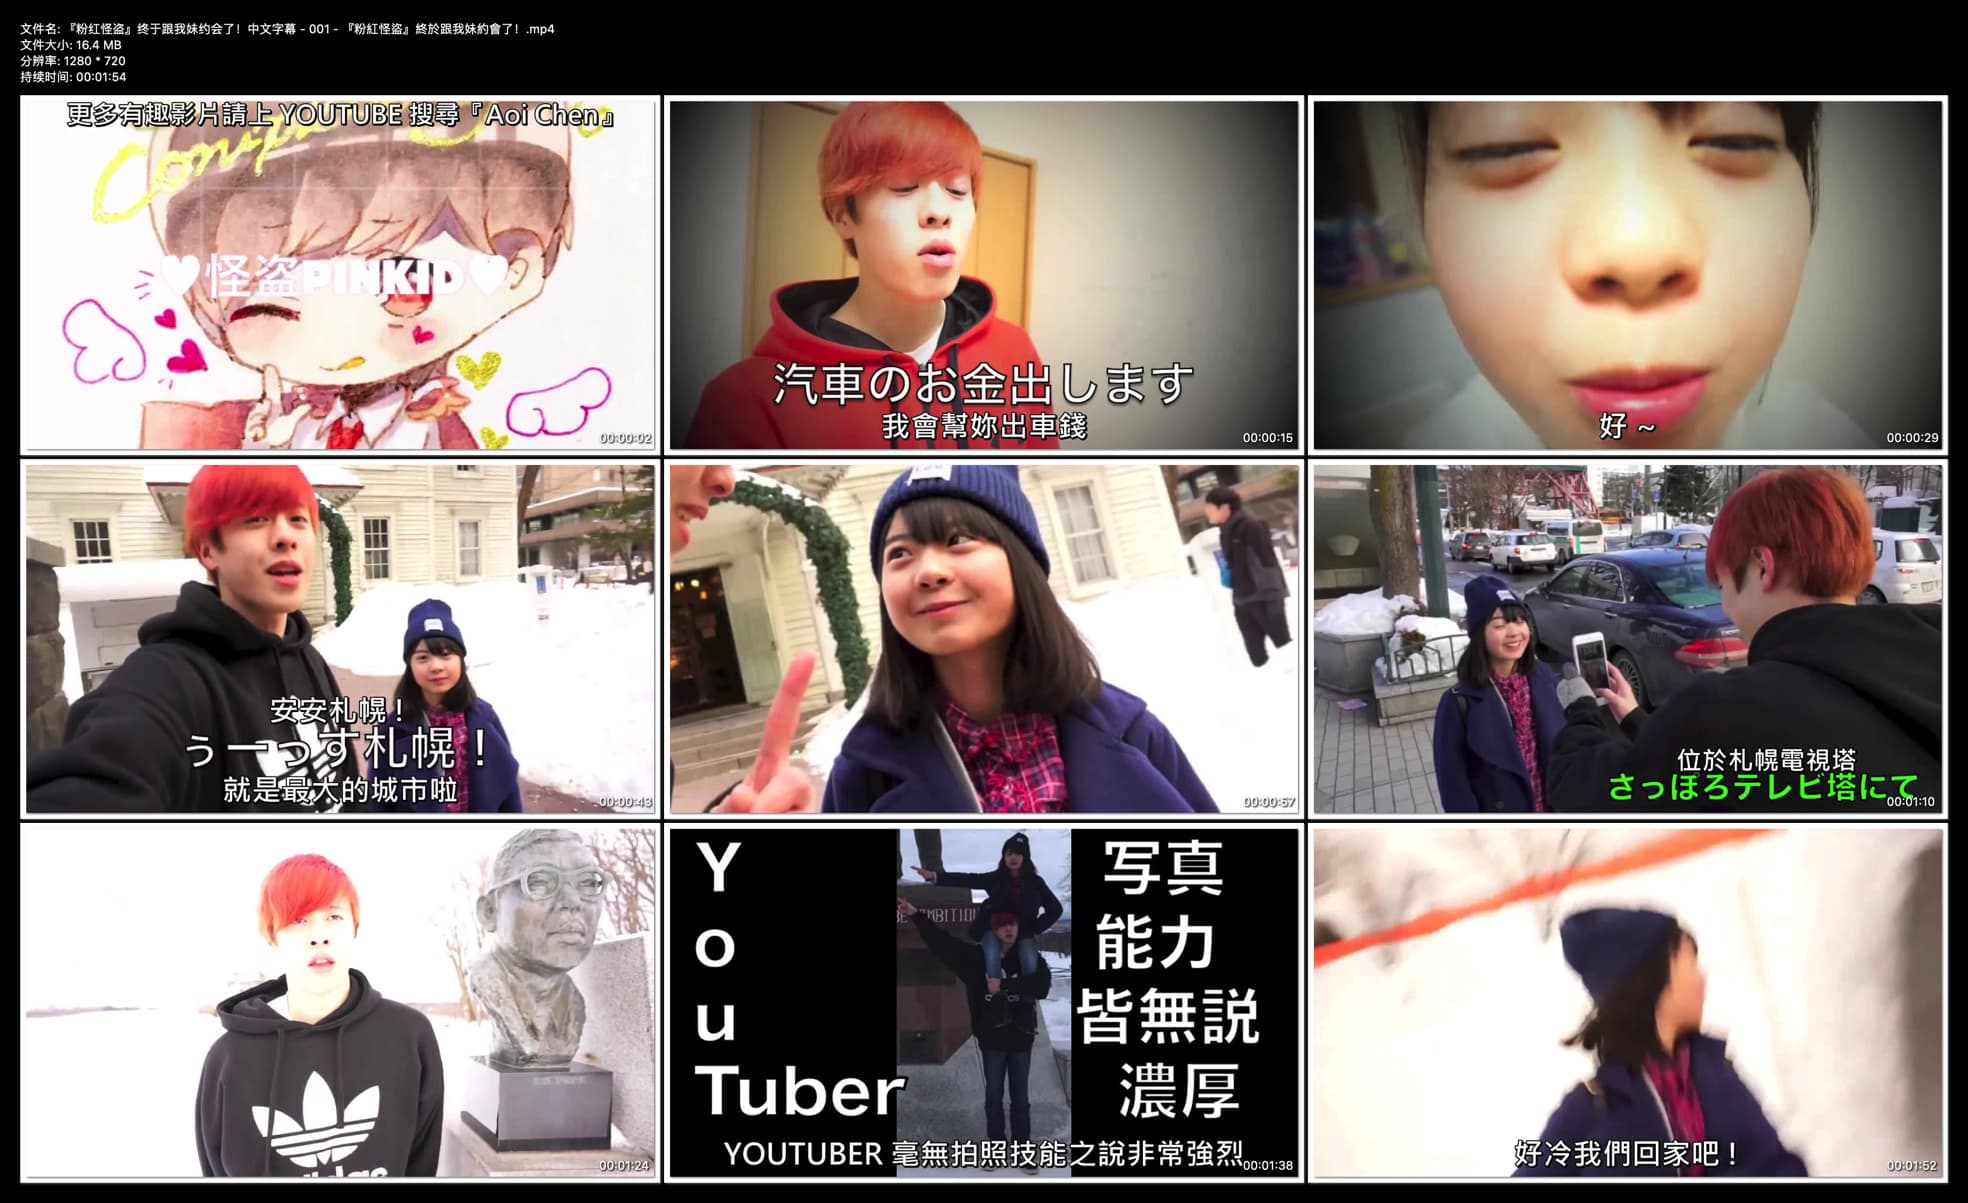 文件名: 『粉红怪盗』终于跟我妹约会了！中文字幕 - 001 - 『粉紅怪盜』終於跟我妹約會了！.mp4
文件大小: 16.4 MB
分辨率: 1280 * 720
持续时间: 00:01:54
更多有趣影片請上 YOUTUBE 搜尋『Aoi Chen』
♥怪盗PINKID♥
00:00:02
汽車のお金出します
我會幫妳出車錢
00:00:15
好 ~
00:00:29
安安札幌！
うーっす札幌！
就是最大的城市啦
00:00:43
00:00:57
位於札幌電視塔
さっぽろテレビ塔にて
00:01:10
adidas
00:01:24
YouTuber
写真
能力
皆無説
濃厚
YOUTUBER 毫無拍照技能之說非常強烈
00:01:38
好冷我們回家吧！
00:01:52